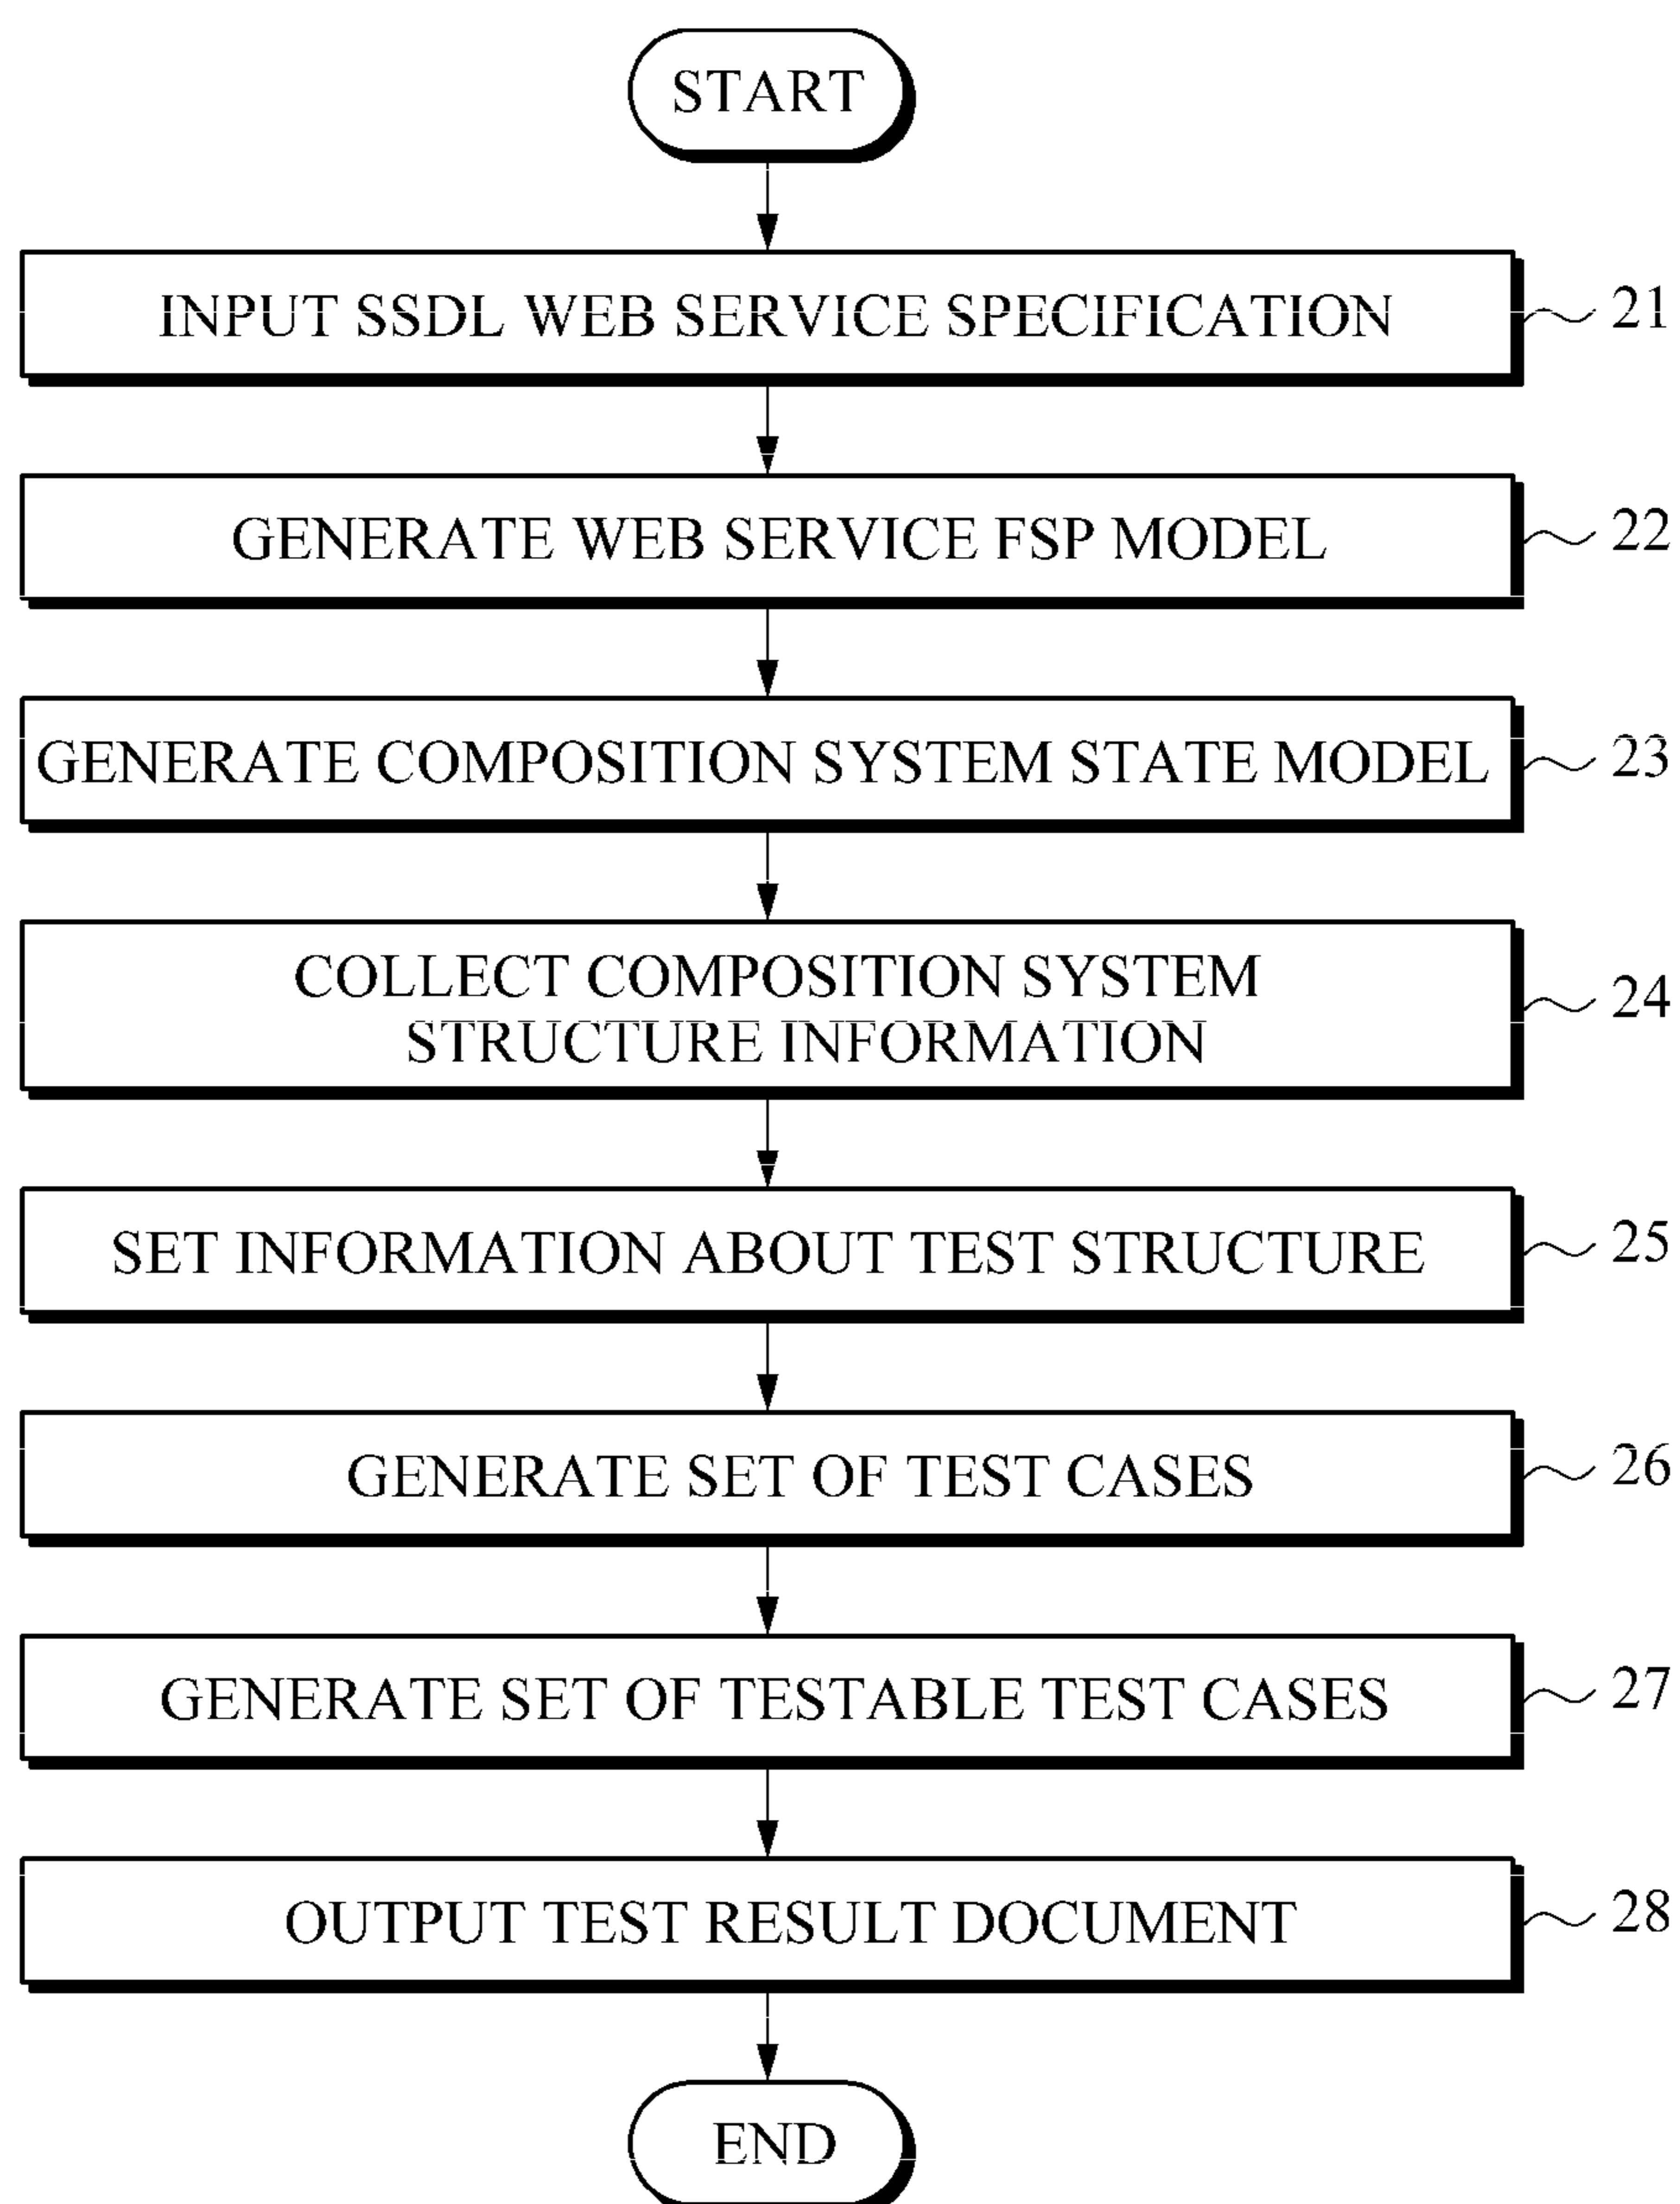 START
INPUT SSDL WEB SERVICE SPECIFICATION
21
GENERATE WEB SERVICE FSP MODEL
22
GENERATE COMPOSITION SYSTEM STATE MODEL
23
COLLECT COMPOSITION SYSTEM
STRUCTURE INFORMATION
24
SET INFORMATION ABOUT TEST STRUCTURE
25
GENERATE SET OF TEST CASES
26
GENERATE SET OF TESTABLE TEST CASES
27
OUTPUT TEST RESULT DOCUMENT
28
END